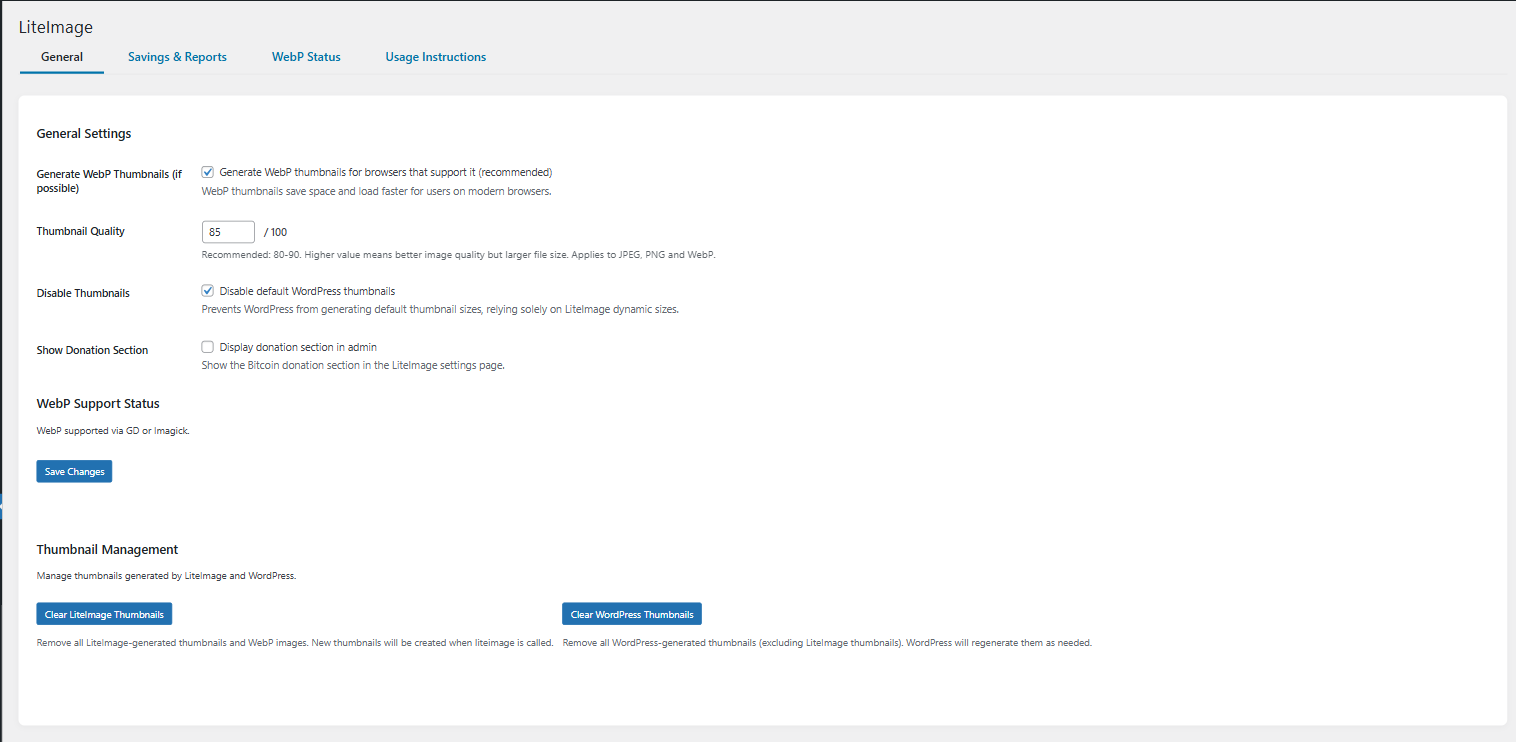 LiteImage
General
Savings & Reports
WebP Status
Usage Instructions
General Settings
Generate WebP Thumbnails (if
possible)
Generate WebP thumbnails for browsers that support it (recommended)
WebP thumbnails save space and load faster for users on modern browsers.
Thumbnail Quality
85
/ 100
Recommended: 80-90. Higher value means better image quality but larger file size. Applies to JPEG, PNG and WebP.
Disable Thumbnails
Disable default WordPress thumbnails
Prevents WordPress from generating default thumbnail sizes, relying solely on LiteImage dynamic sizes.
Show Donation Section
Display donation section in admin
Show the Bitcoin donation section in the LiteImage settings page.
WebP Support Status
WebP supported via GD or Imagick.
Save Changes
Thumbnail Management
Manage thumbnails generated by LiteImage and WordPress.
Clear LiteImage Thumbnails
Remove all LiteImage-generated thumbnails and WebP images. New thumbnails will be created when liteimage is called.
Clear WordPress Thumbnails
Remove all WordPress-generated thumbnails (excluding LiteImage thumbnails). WordPress will regenerate them as needed.